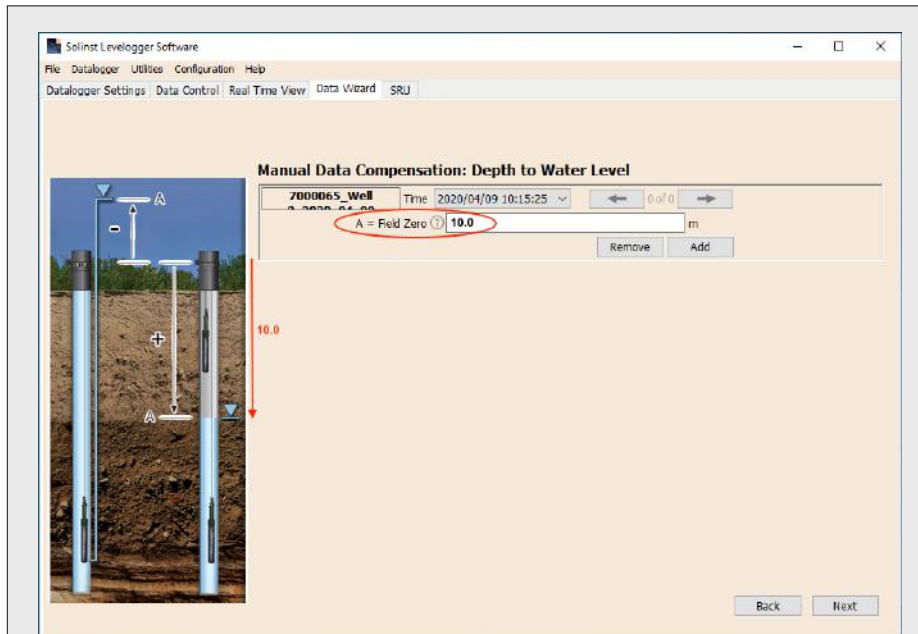 Solinst Levelogger Software
File Datalogger Utilities Configuration Help
Datalogger Settings Data Control Real Time View Data Wizard SRU
Manual Data Compensation: Depth to Water Level
7000065_Well Time 2020/04/09 10:15:25 0 of 0
A = Field Zero ? 10.0 m
Remove Add
A
-
+
A
10.0
Back Next